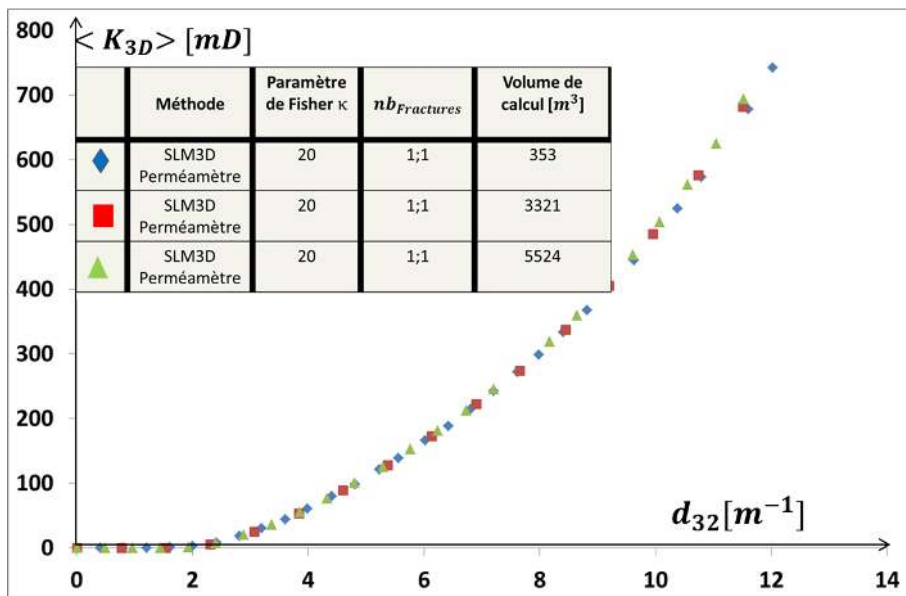 800
< K3D > [mD]
700
600
500
400
300
200
100
0
Méthode
Paramètre
de Fisher κ
nbFractures
Volume de
calcul [m³]
SLM3D
Perméamètre
20
1;1
353
SLM3D
Perméamètre
20
1;1
3321
SLM3D
Perméamètre
20
1;1
5524
d32[m⁻¹]
0 2 4 6 8 10 12 14